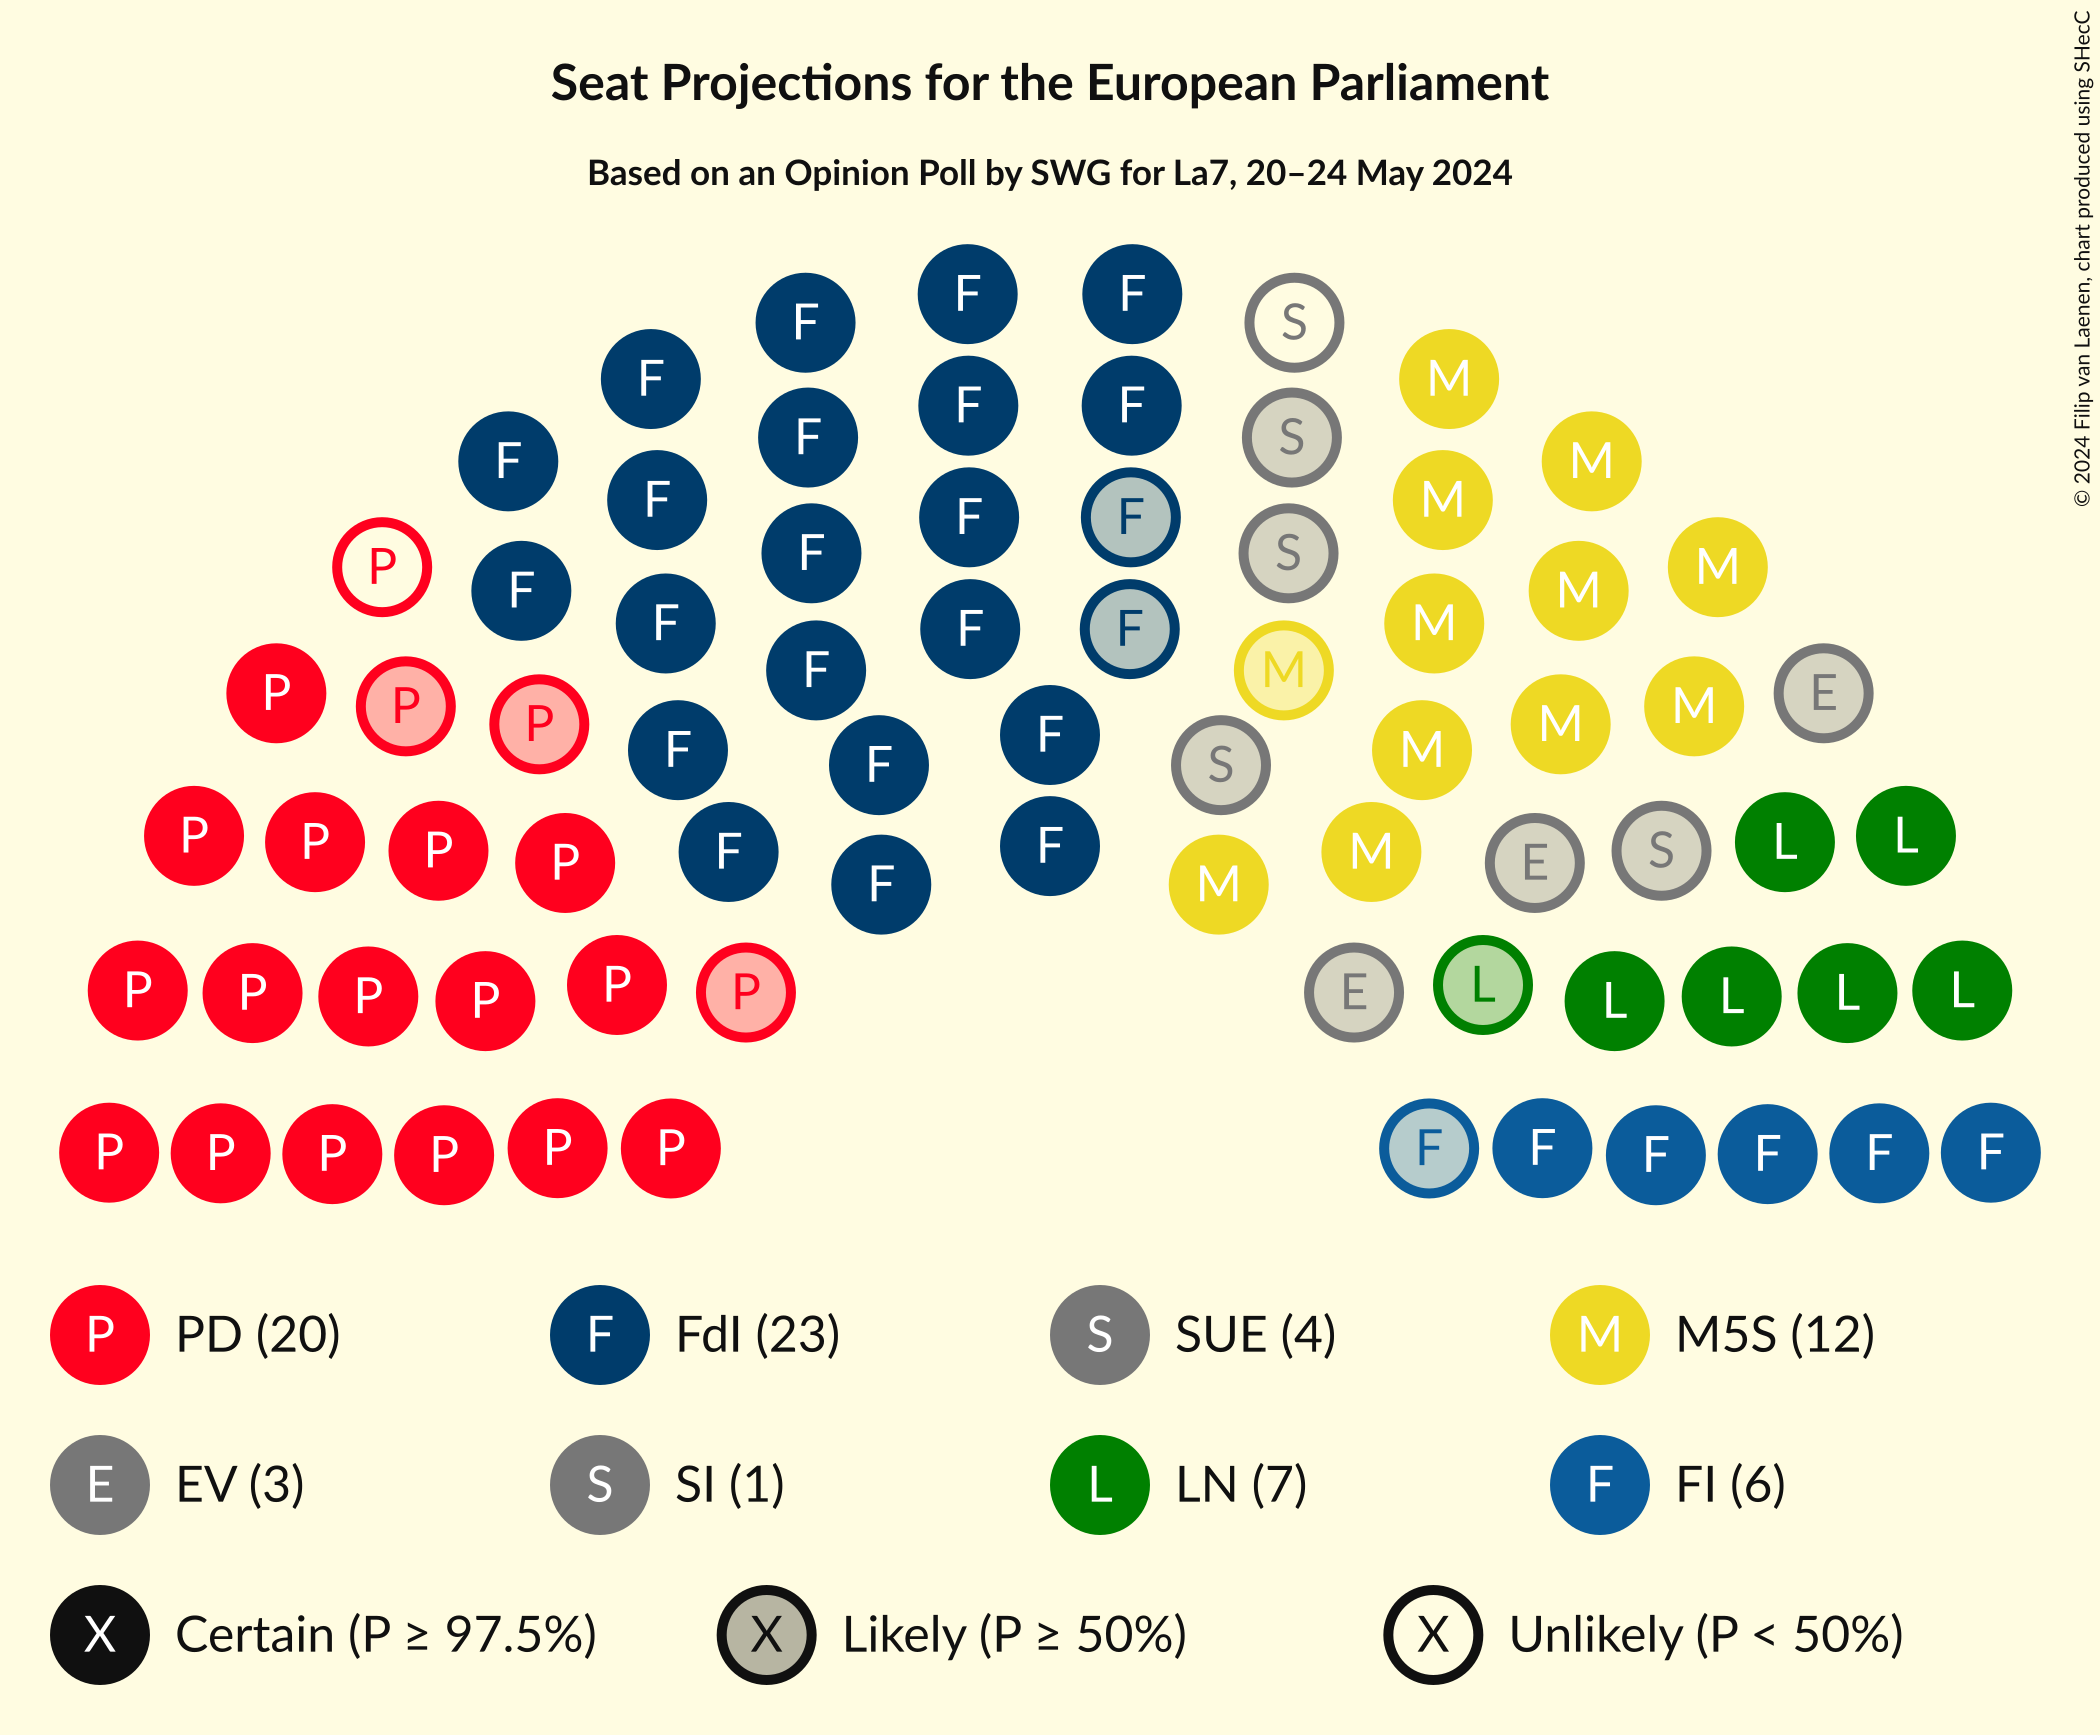 Seat Projections for the European Parliament
Based on an Opinion Poll by SWG for La7, 20–24 May 2024
© 2024 Filip van Laenen, chart produced using SHecC
F F
F S
F M
F F
F S
F M
F M
F M
F F
F S
P M
F M
F M
F F
F M
P E
P P M
F S
F M
F M
P L
P L
P F S
P F E
F M
F M
P L
P L
P L
P L
P L
P P E
P F F
P P F F
P P F F
P P F F
P PD (20) F FdI (23) S SUE (4) M M5S (12)
E EV (3) S SI (1) L LN (7) F FI (6)
X Certain (P ≥ 97.5%) X Likely (P ≥ 50%) X Unlikely (P < 50%)